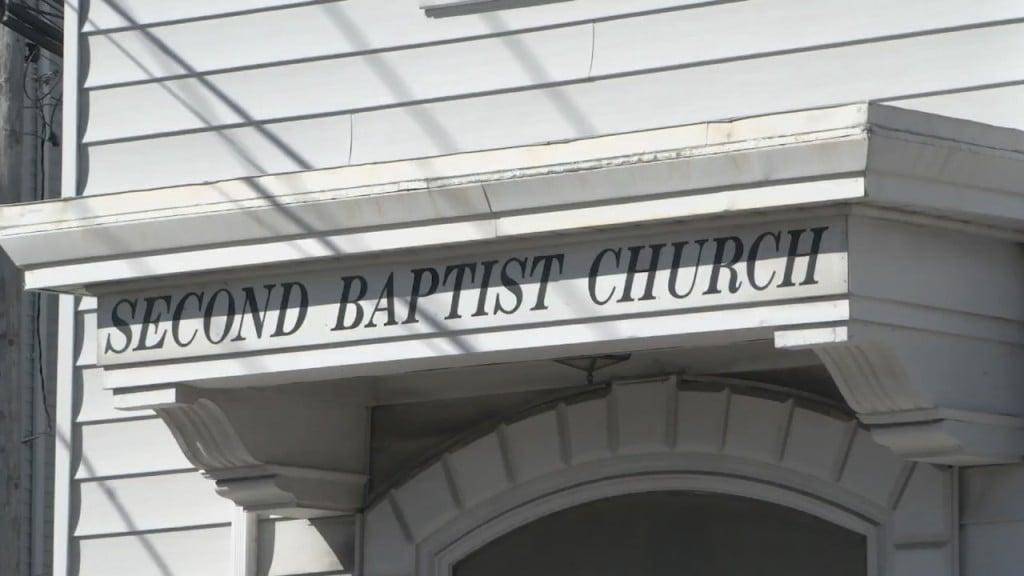 SECOND BAPTIST CHURCH